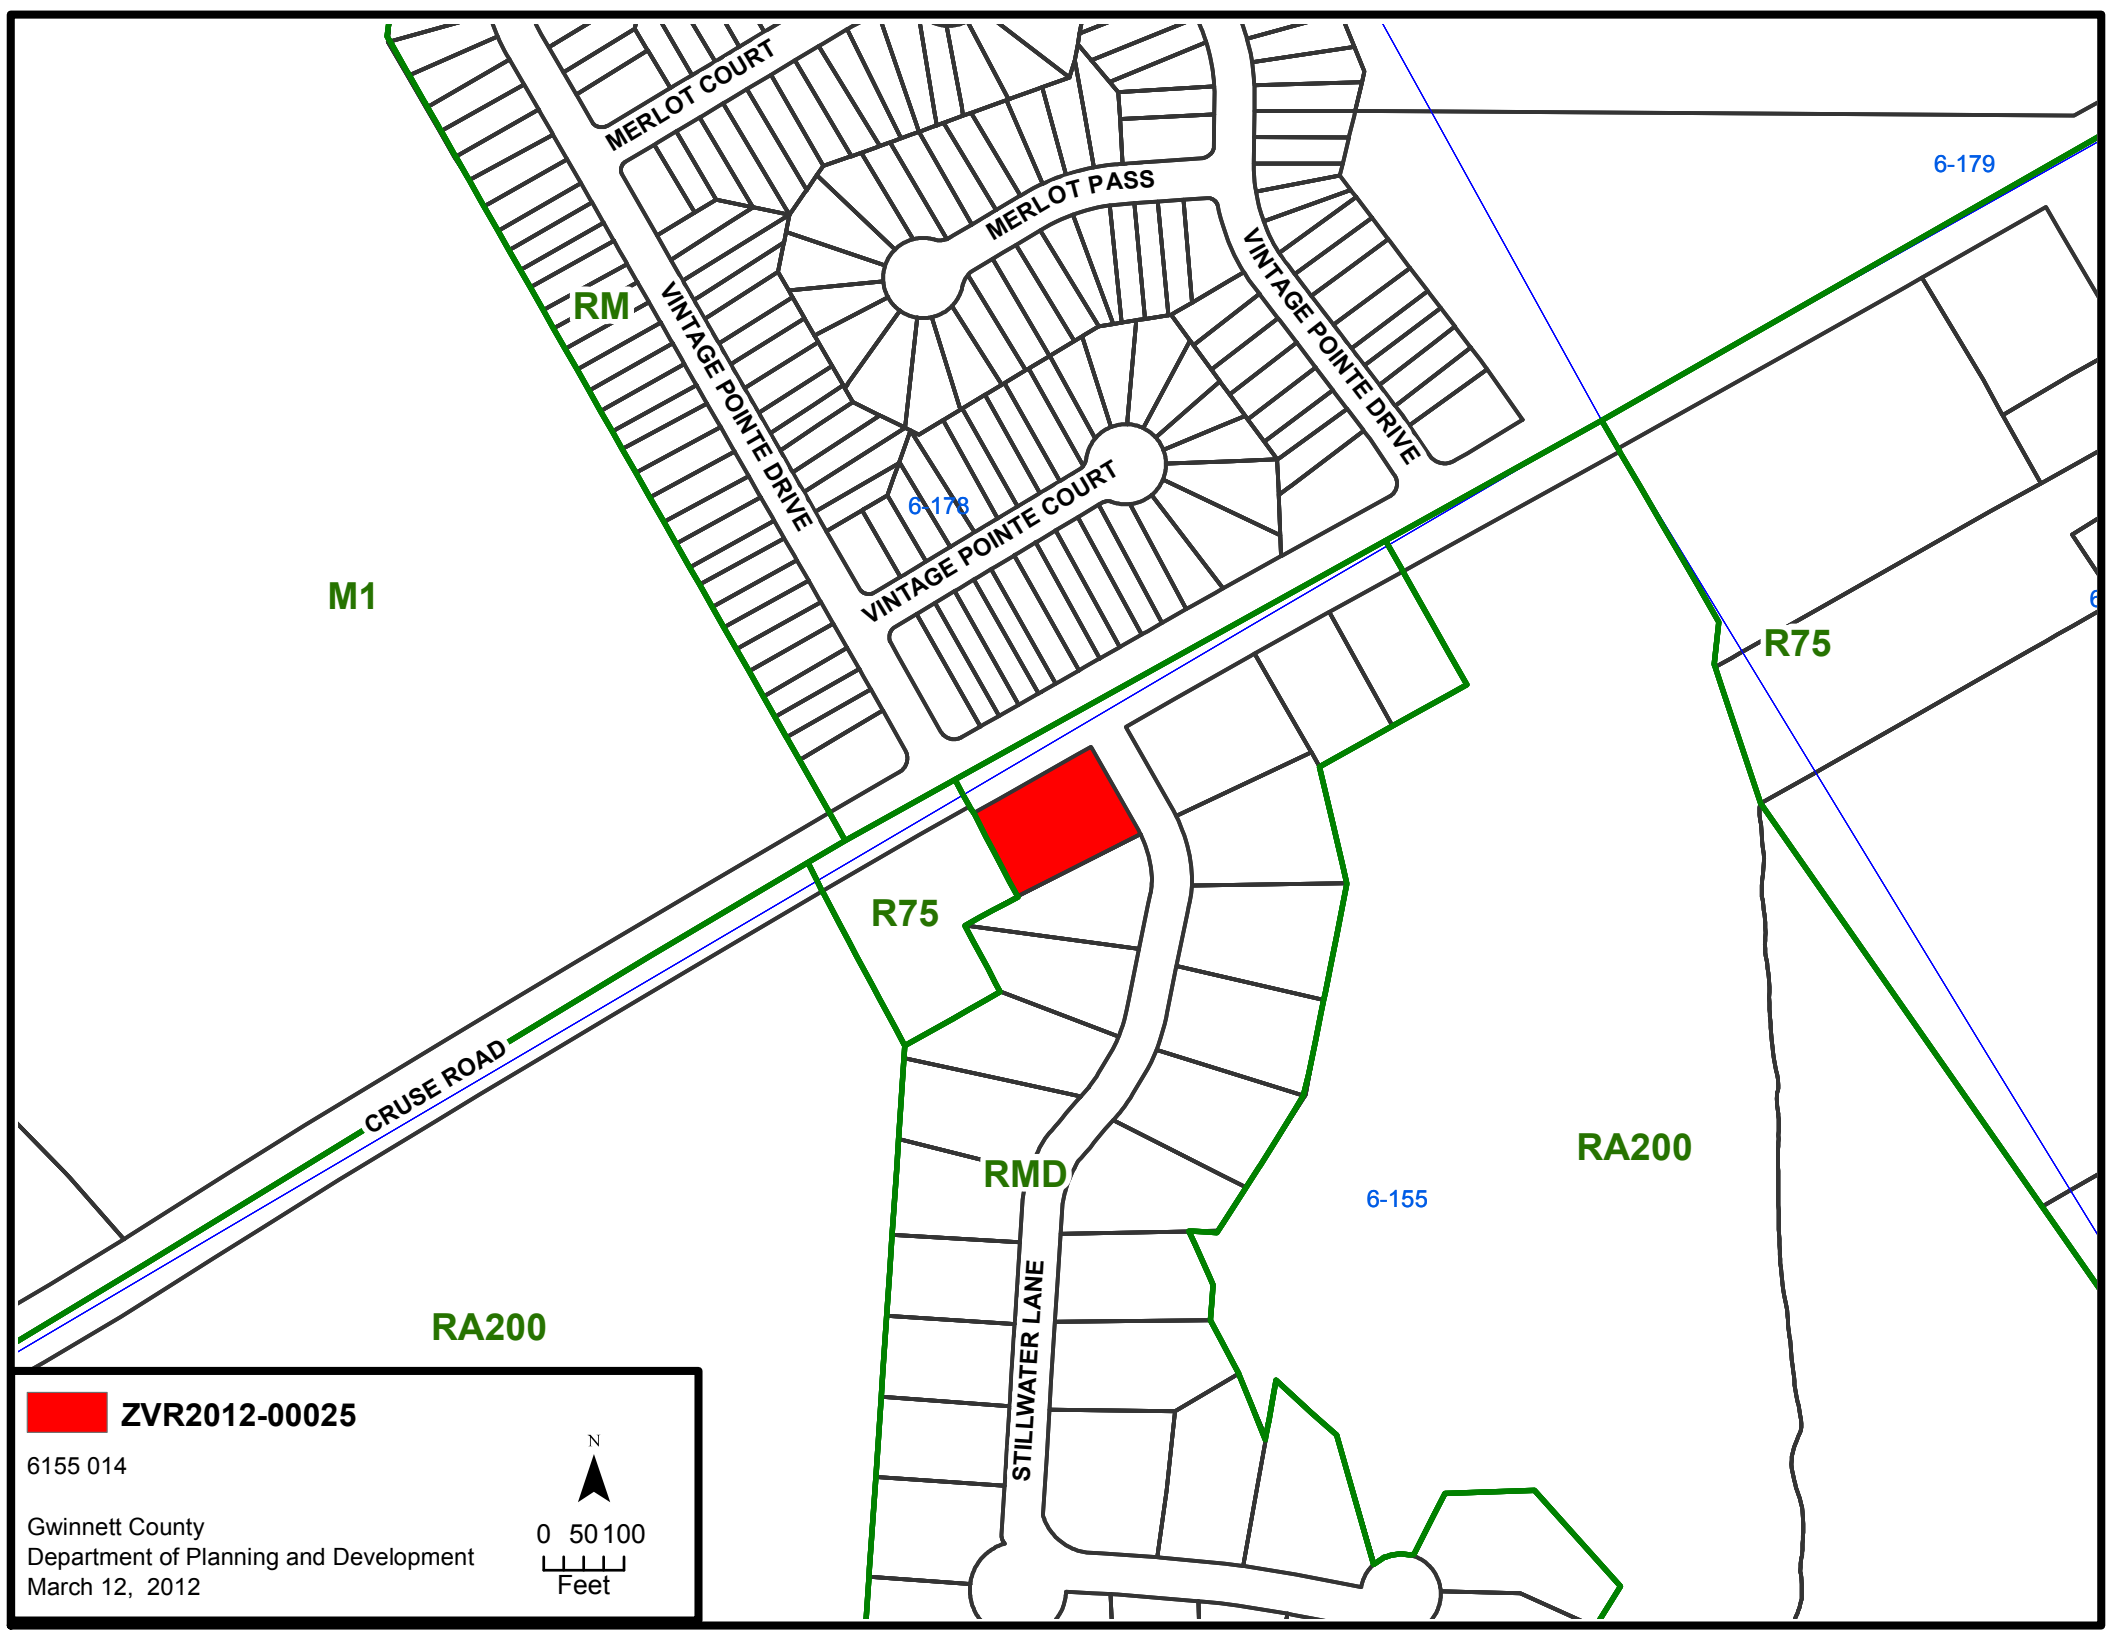 MERLOT COURT
6-179
MERLOT PASS
RM
VINTAGE POINTE DRIVE
VINTAGE POINTE DRIVE
6-178
VINTAGE POINTE COURT
M1
R75
R75
CRUSE ROAD
RA200
RMD
6-155
STILLWATER LANE
RA200
ZVR2012-00025
6155 014
N
Gwinnett County
Department of Planning and Development
March 12, 2012
0 50 100
Feet